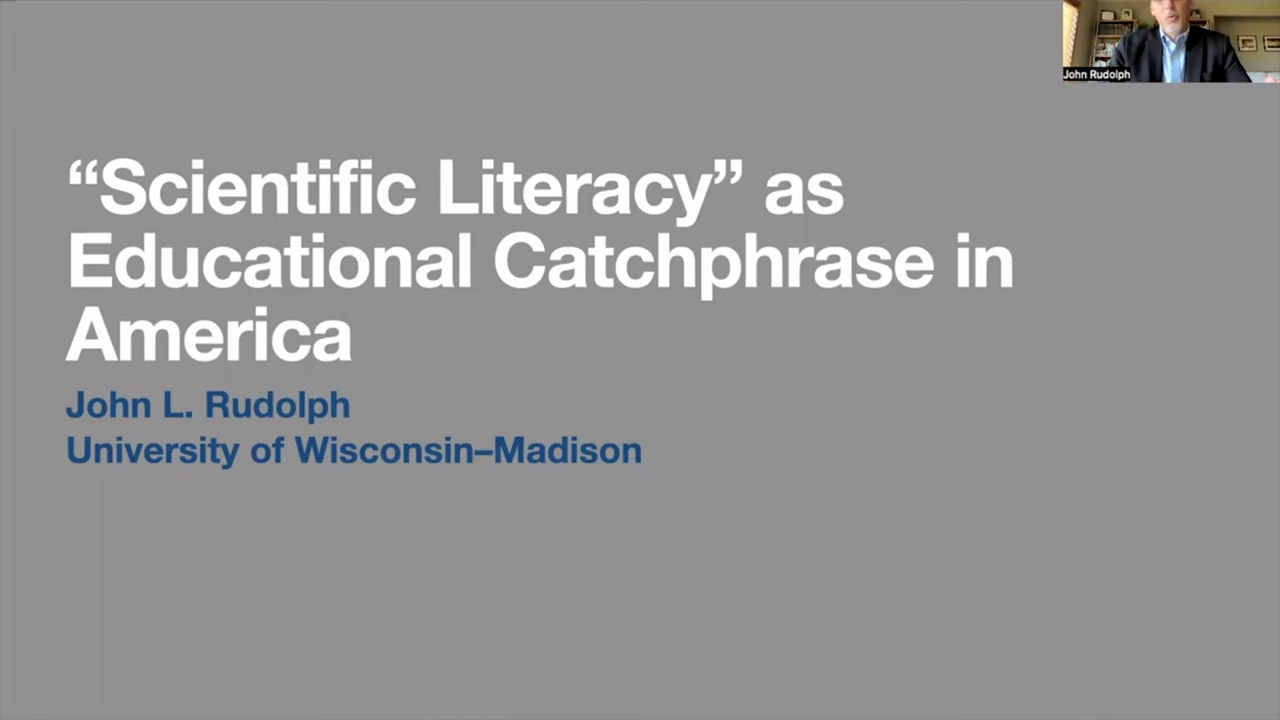 John Rudolph
“Scientific Literacy” as
Educational Catchphrase in
America
John L. Rudolph
University of Wisconsin–Madison